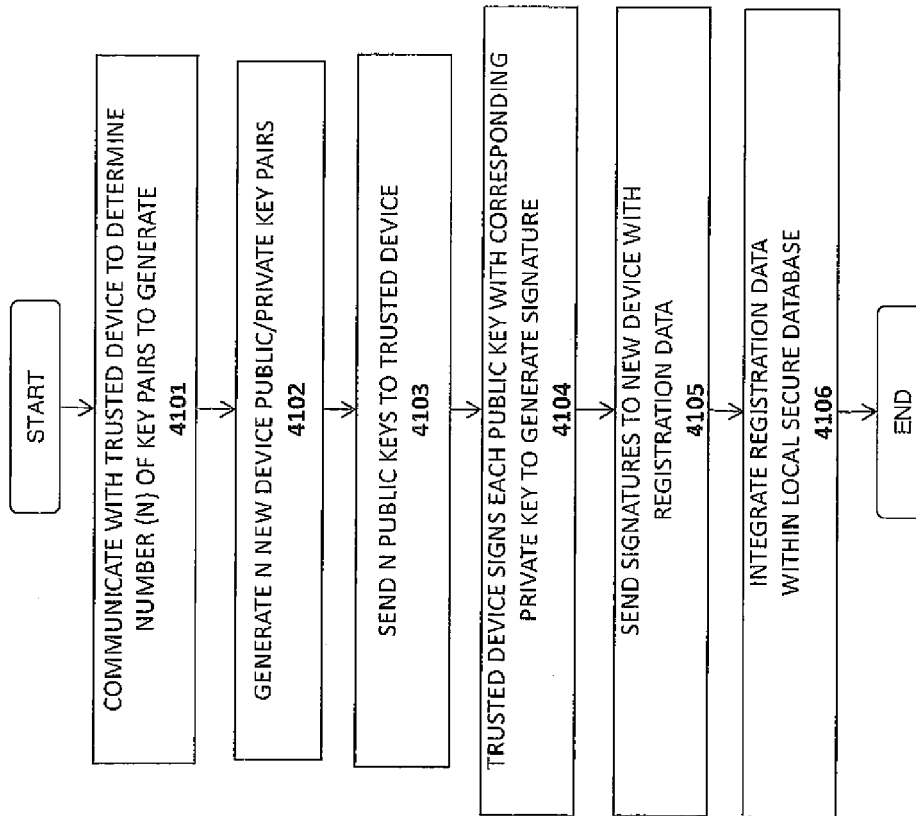 START
COMMUNICATE WITH TRUSTED DEVICE TO DETERMINE
NUMBER (N) OF KEY PAIRS TO GENERATE
4101
GENERATE N NEW DEVICE PUBLIC/PRIVATE KEY PAIRS
4102
SEND N PUBLIC KEYS TO TRUSTED DEVICE
4103
TRUSTED DEVICE SIGNS EACH PUBLIC KEY WITH CORRESPONDING
PRIVATE KEY TO GENERATE SIGNATURE
4104
SEND SIGNATURES TO NEW DEVICE WITH
REGISTRATION DATA
4105
INTEGRATE REGISTRATION DATA
WITHIN LOCAL SECURE DATABASE
4106
END